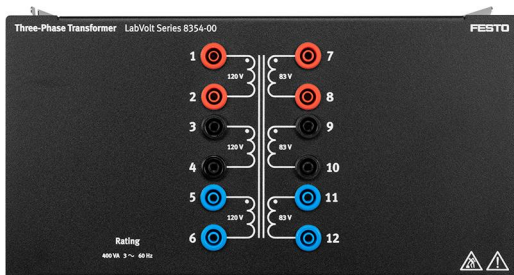 Three-Phase Transformer LabVolt Series 8354-00
FESTO
1 7
120 V 83 V
2 8
3 9
120 V 83 V
4 10
5 11
120 V 83 V
6 12
Rating
400 VA 3 ~ 60 Hz